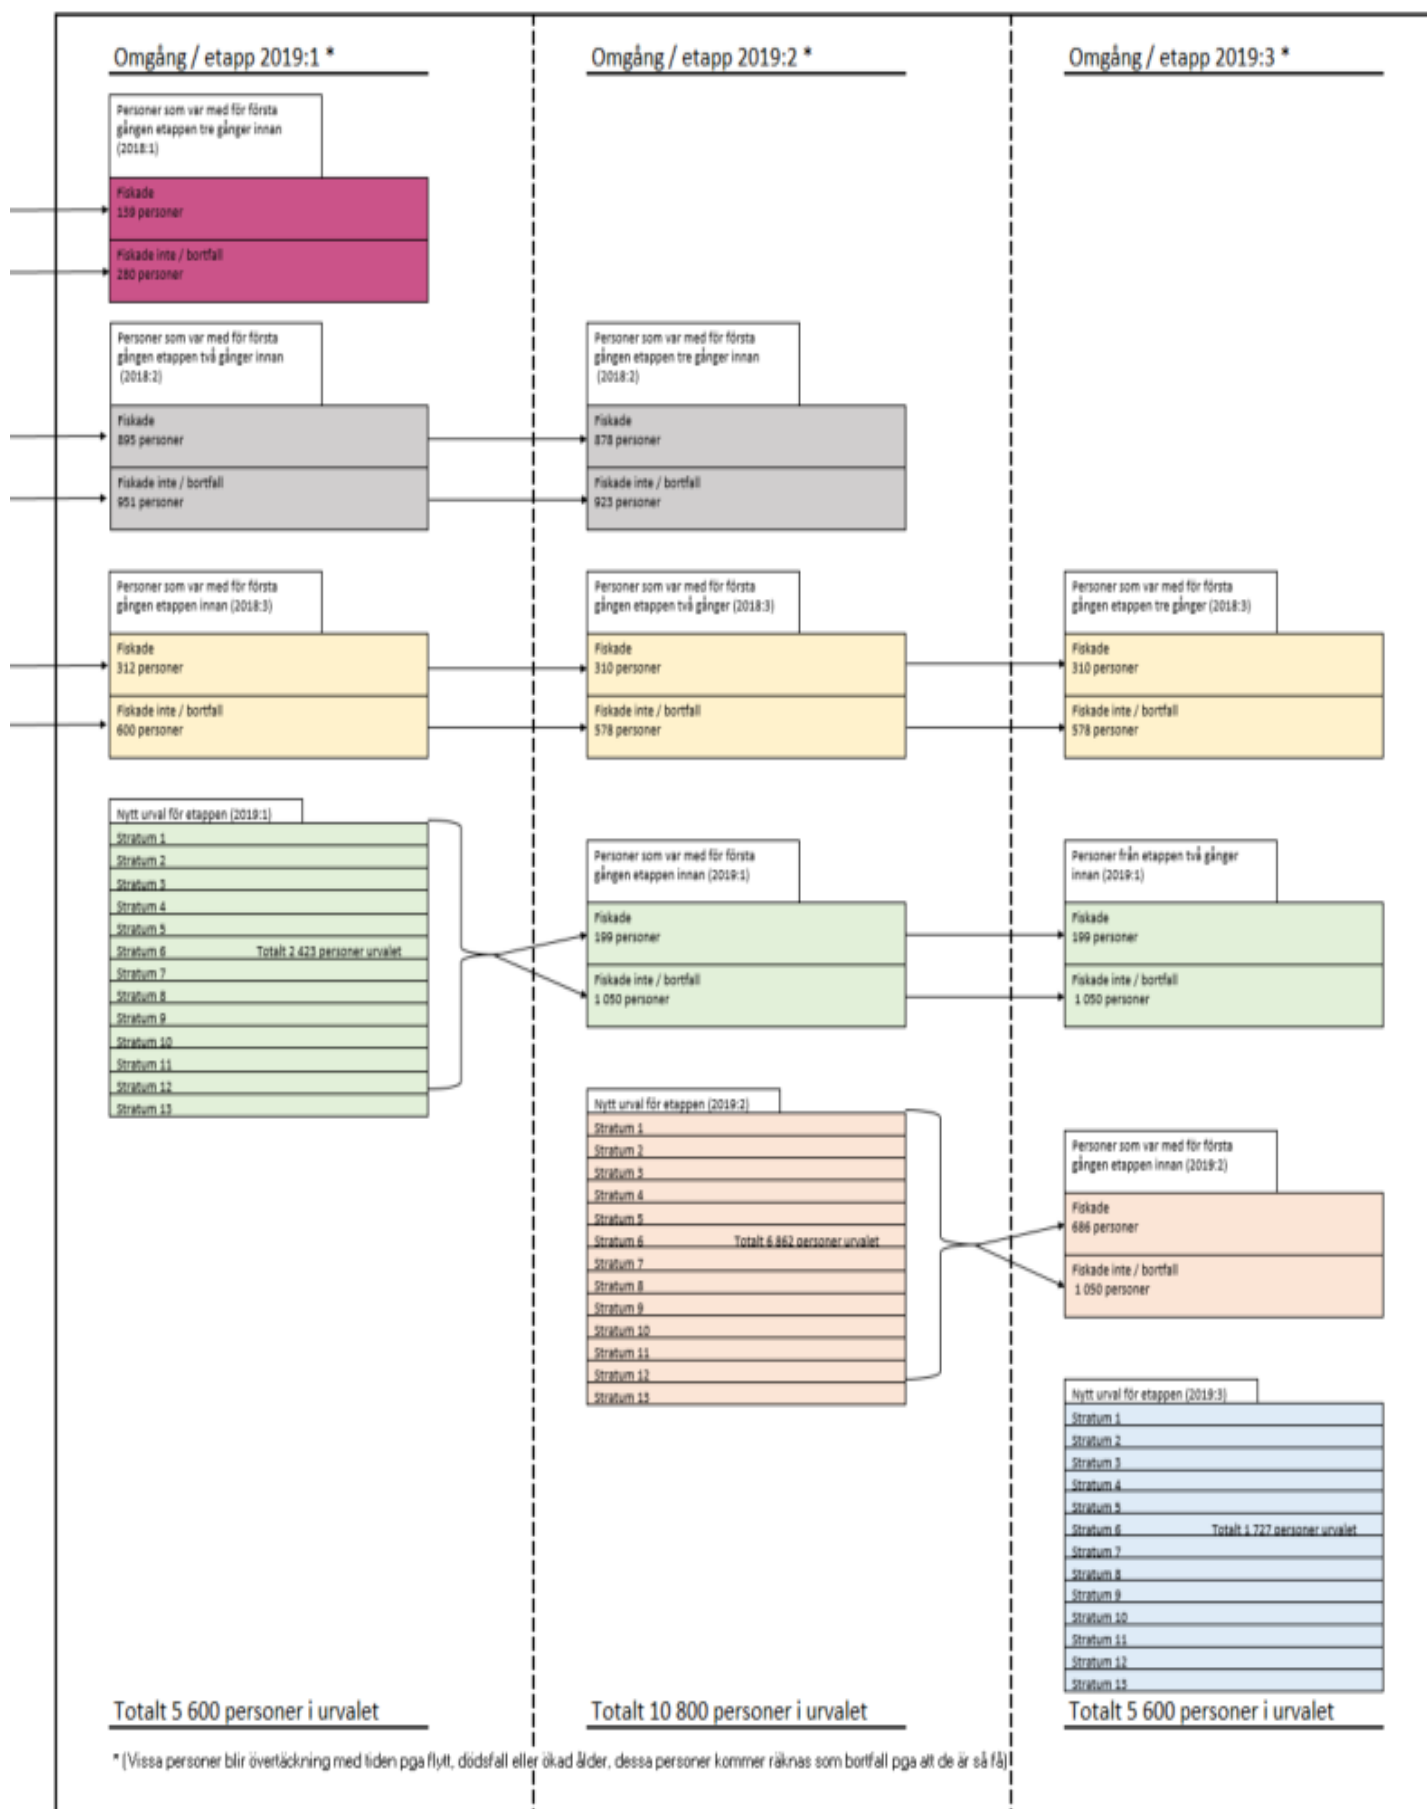 Omgång / etapp 2019:1 *
Personer som var med för första
gången etappen tre gånger innan
(2018:1)
Fiskade
139 personer
Fiskade inte / bortfall
280 personer
Personer som var med för första
gången etappen två gånger innan
(2018:2)
Fiskade
895 personer
Fiskade inte / bortfall
951 personer
Personer som var med för första
gången etappen innan (2018:3)
Fiskade
312 personer
Fiskade inte / bortfall
600 personer
Nytt urval för etappen (2019:1)
Stratum 1
Stratum 2
Stratum 3
Stratum 4
Stratum 5
Stratum 6 Totalt 2 423 personer urvalet
Stratum 7
Stratum 8
Stratum 9
Stratum 10
Stratum 11
Stratum 12
Stratum 13
Totalt 5 600 personer i urvalet
Omgång / etapp 2019:2 *
Personer som var med för första
gången etappen tre gånger innan
(2018:2)
Fiskade
878 personer
Fiskade inte / bortfall
923 personer
Personer som var med för första
gången etappen två gånger (2018:3)
Fiskade
310 personer
Fiskade inte / bortfall
578 personer
Personer som var med för första
gången etappen innan (2019:1)
Fiskade
199 personer
Fiskade inte / bortfall
1 050 personer
Nytt urval för etappen (2019:2)
Stratum 1
Stratum 2
Stratum 3
Stratum 4
Stratum 5
Stratum 6 Totalt 6 862 personer urvalet
Stratum 7
Stratum 8
Stratum 9
Stratum 10
Stratum 11
Stratum 12
Stratum 13
Totalt 10 800 personer i urvalet
Omgång / etapp 2019:3 *
Personer som var med för första
gången etappen tre gånger (2018:3)
Fiskade
310 personer
Fiskade inte / bortfall
578 personer
Personer från etappen två gånger
innan (2019:1)
Fiskade
199 personer
Fiskade inte / bortfall
1 050 personer
Personer som var med för första
gången etappen innan (2019:2)
Fiskade
686 personer
Fiskade inte / bortfall
1 050 personer
Nytt urval för etappen (2019:3)
Stratum 1
Stratum 2
Stratum 3
Stratum 4
Stratum 5
Stratum 6 Totalt 1 727 personer urvalet
Stratum 7
Stratum 8
Stratum 9
Stratum 10
Stratum 11
Stratum 12
Stratum 13
Totalt 5 600 personer i urvalet
* (Vissa personer blir övertäckning med tiden pga flytt, dödsfall eller ökad ålder, dessa personer kommer räknas som bortfall pga att de är så få)